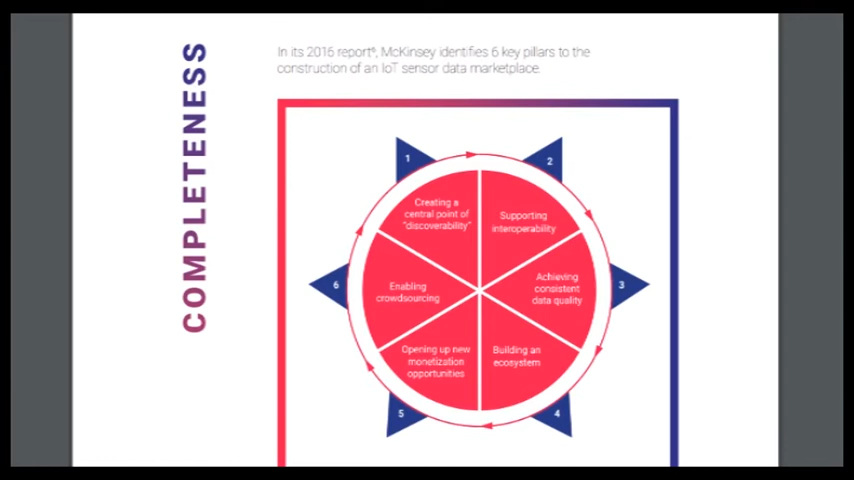 COMPLETENESS
In its 2016 report⁶, McKinsey identifies 6 key pillars to the
construction of an IoT sensor data marketplace.
1
Creating a
central point of
"discoverability"
2
Supporting
interoperability
3
Achieving
consistent
data quality
4
Building an
ecosystem
5
Opening up new
monetization
opportunities
6
Enabling
crowdsourcing